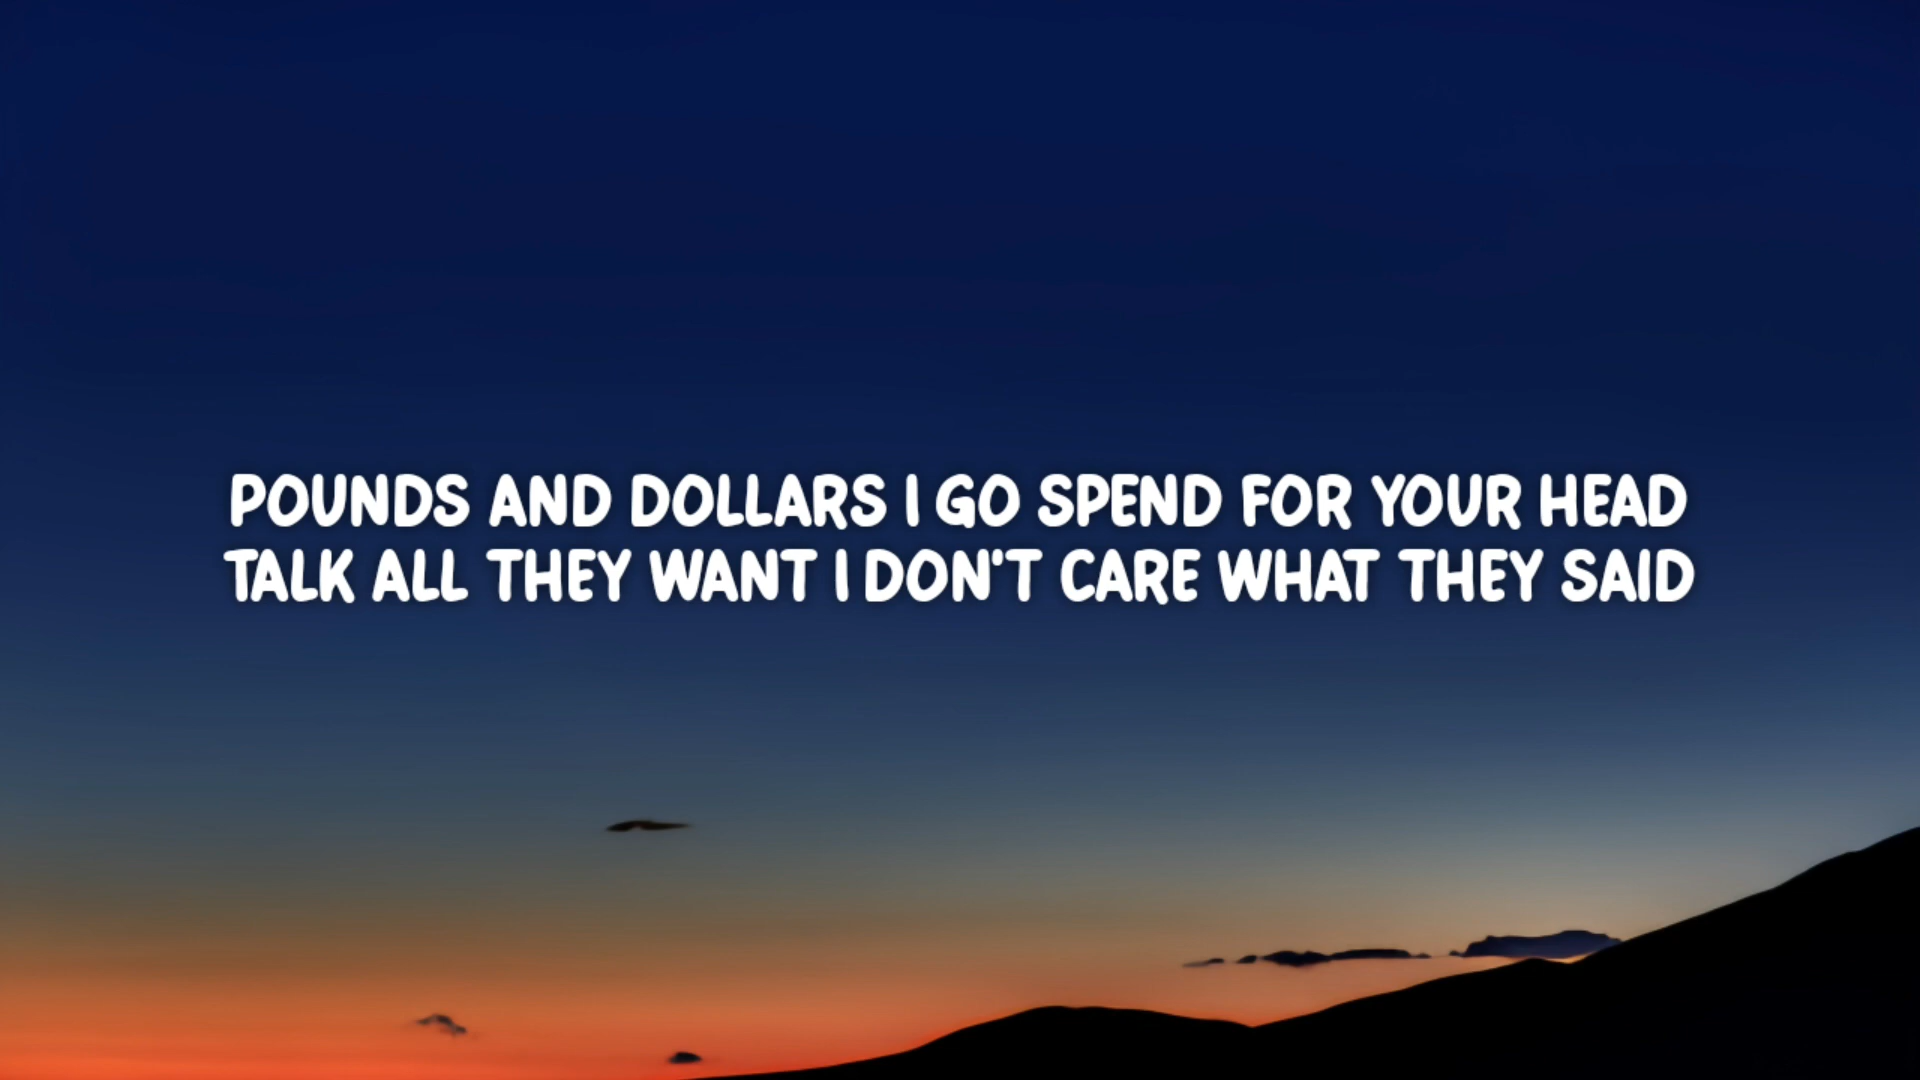 POUNDS AND DOLLARS I GO SPEND FOR YOUR HEAD
TALK ALL THEY WANT I DON'T CARE WHAT THEY SAID